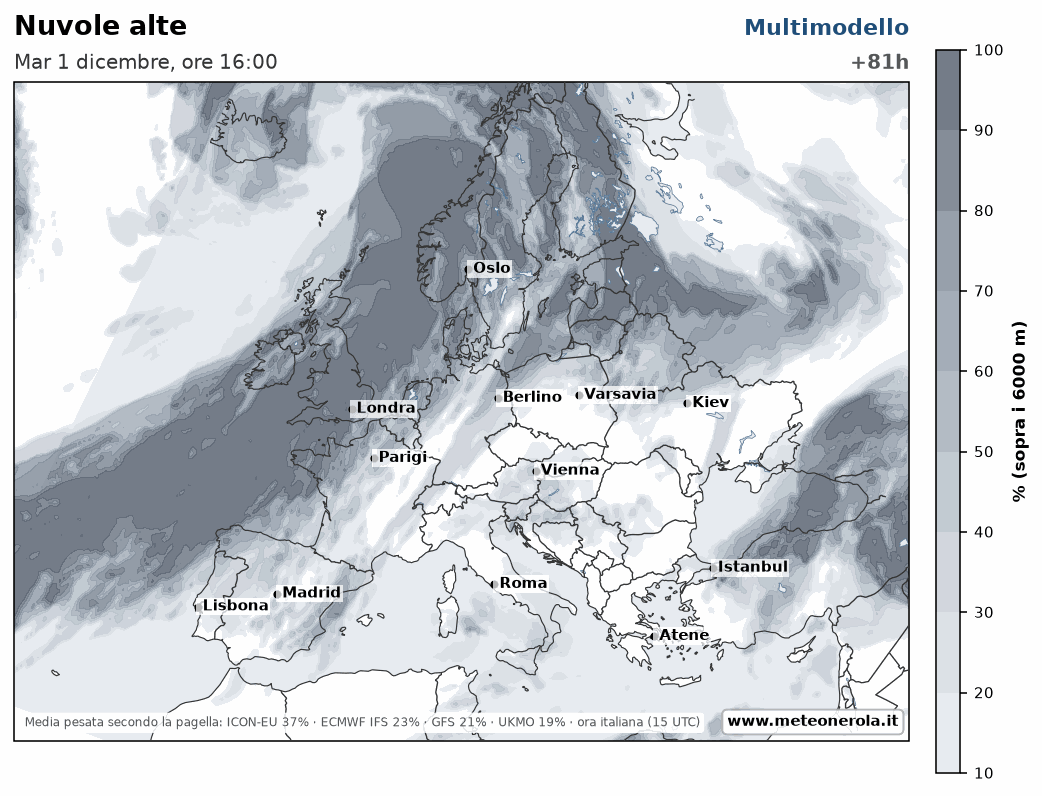 Nuvole alte
Multimodello
Mar 1 dicembre, ore 16:00
+81h
100
90
80
70
60
50
40
30
20
10
% (sopra i 6000 m)
Oslo
Berlino
Varsavia
Kiev
Londra
Parigi
Vienna
Istanbul
Roma
Madrid
Lisbona
Atene
Media pesata secondo la pagella: ICON-EU 37% · ECMWF IFS 23% · GFS 21% · UKMO 19% · ora italiana (15 UTC)
www.meteonerola.it